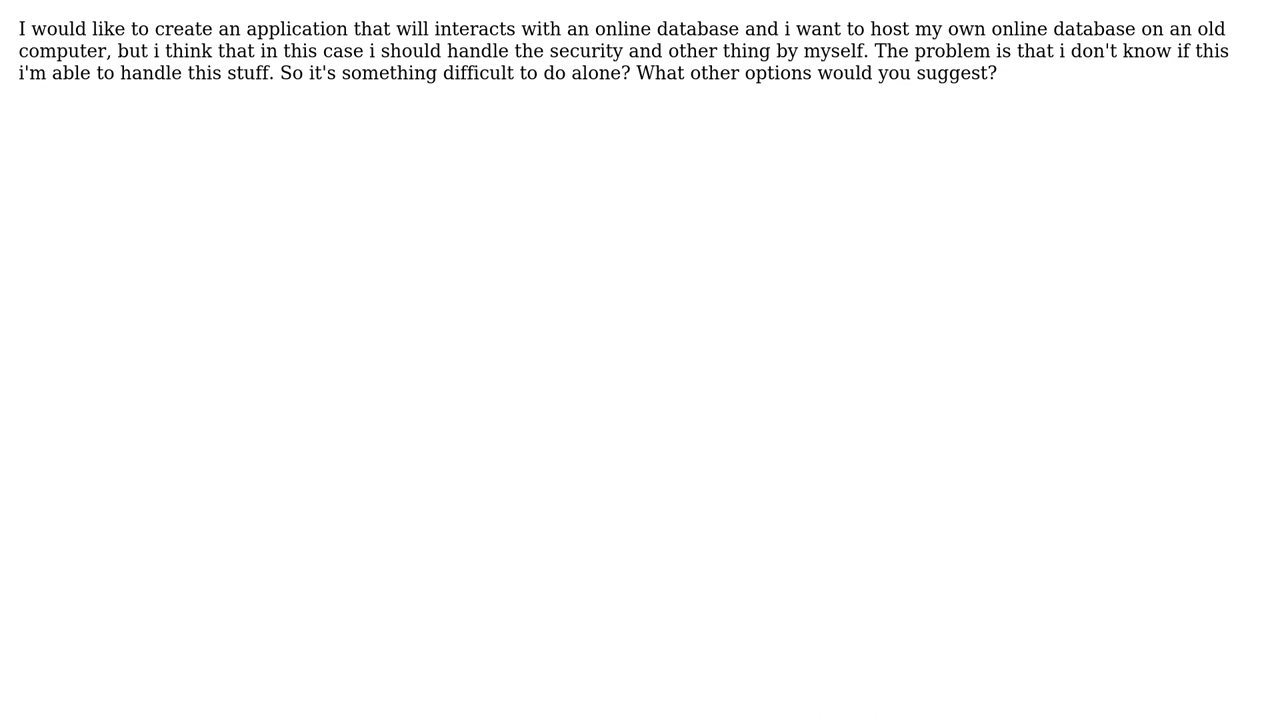 I would like to create an application that will interacts with an online database and i want to host my own online database on an old
computer, but i think that in this case i should handle the security and other thing by myself. The problem is that i don't know if this
i'm able to handle this stuff. So it's something difficult to do alone? What other options would you suggest?